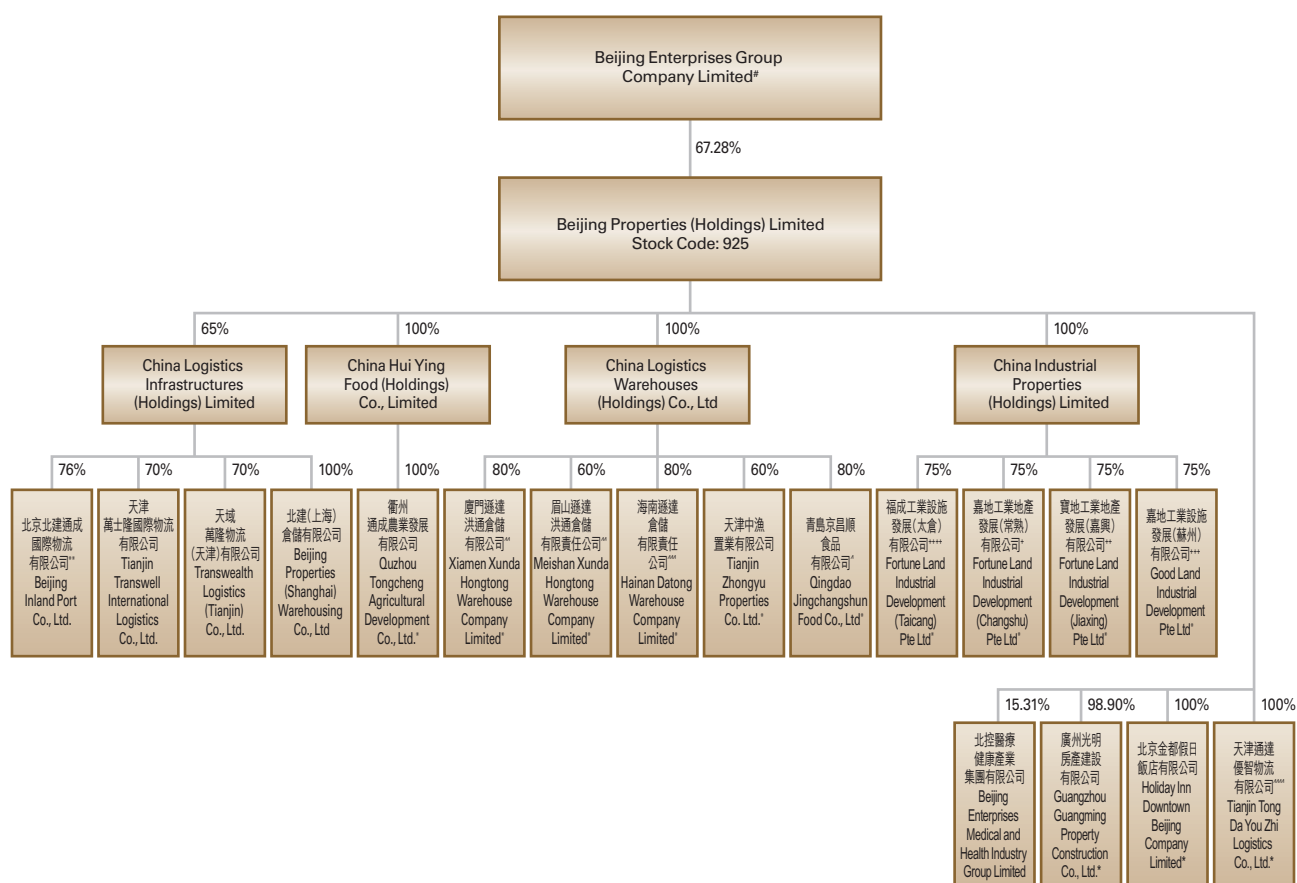 Beijing Enterprises Group
Company Limited#
67.28%
Beijing Properties (Holdings) Limited
Stock Code: 925
65%
100%
100%
100%
China Logistics
Infrastructures
(Holdings) Limited
China Hui Ying
Food (Holdings)
Co., Limited
China Logistics
Warehouses
(Holdings) Co., Ltd
China Industrial
Properties
(Holdings) Limited
76%
70%
70%
100%
100%
80%
60%
80%
60%
80%
75%
75%
75%
75%
北京北建通成
國際物流
有限公司**
Beijing
Inland Port
Co., Ltd.
天津
萬士隆國際物流
有限公司
Tianjin
Transwell
International
Logistics
Co., Ltd.
天域
萬隆物流
(天津)有限公司
Transwealth
Logistics
(Tianjin)
Co., Ltd.
北建(上海)
倉儲有限公司
Beijing
Properties
(Shanghai)
Warehousing
Co., Ltd
衢州
通成農業發展
有限公司
Quzhou
Tongcheng
Agricultural
Development
Co., Ltd.*
廈門遜達
洪通倉儲
有限公司^^
Xiamen Xunda
Hongtong
Warehouse
Company
Limited*
眉山遜達
洪通倉儲
有限責任公司^^
Meishan Xunda
Hongtong
Warehouse
Company
Limited*
海南遜達
倉儲
有限責任
公司^^^
Hainan Datong
Warehouse
Company
Limited*
天津中漁
置業有限公司
Tianjin
Zhongyu
Properties
Co. Ltd.*
青島京昌順
食品
有限公司^
Qingdao
Jingchangshun
Food Co., Ltd*
福成工業設施
發展(太倉)
有限公司++++
Fortune Land
Industrial
Development
(Taicang)
Pte Ltd*
嘉地工業地產
發展(常熟)
有限公司+
Fortune Land
Industrial
Development
(Changshu)
Pte Ltd*
寶地工業地產
發展(嘉興)
有限公司++
Fortune Land
Industrial
Development
(Jiaxing)
Pte Ltd*
嘉地工業設施
發展(蘇州)
有限公司+++
Good Land
Industrial
Development
Pte Ltd*
15.31%
98.90%
100%
100%
北控醫療
健康產業
集團有限公司
Beijing
Enterprises
Medical and
Health Industry
Group Limited
廣州光明
房產建設
有限公司
Guangzhou
Guangming
Property
Construction
Co., Ltd.*
北京金都假日
飯店有限公司
Holiday Inn
Downtown
Beijing
Company
Limited*
天津通達
優智物流
有限公司^^^^
Tianjin Tong
Da You Zhi
Logistics
Co., Ltd.*